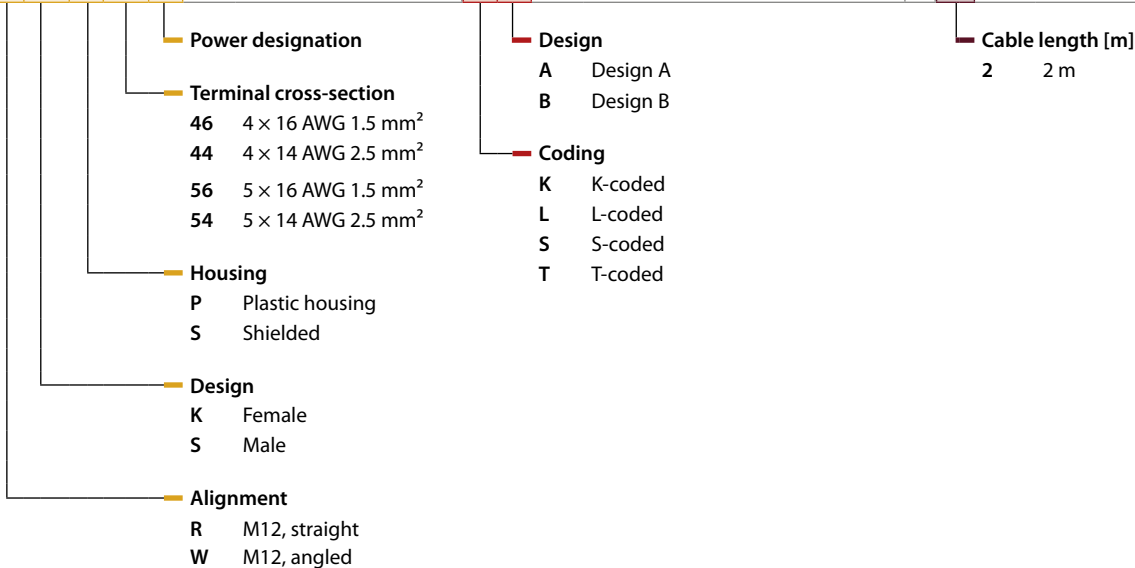 Power designation
Terminal cross-section
46 4 × 16 AWG 1.5 mm²
44 4 × 14 AWG 2.5 mm²
56 5 × 16 AWG 1.5 mm²
54 5 × 14 AWG 2.5 mm²
Housing
P Plastic housing
S Shielded
Design
K Female
S Male
Alignment
R M12, straight
W M12, angled
Design
A Design A
B Design B
Coding
K K-coded
L L-coded
S S-coded
T T-coded
Cable length [m]
2 2 m